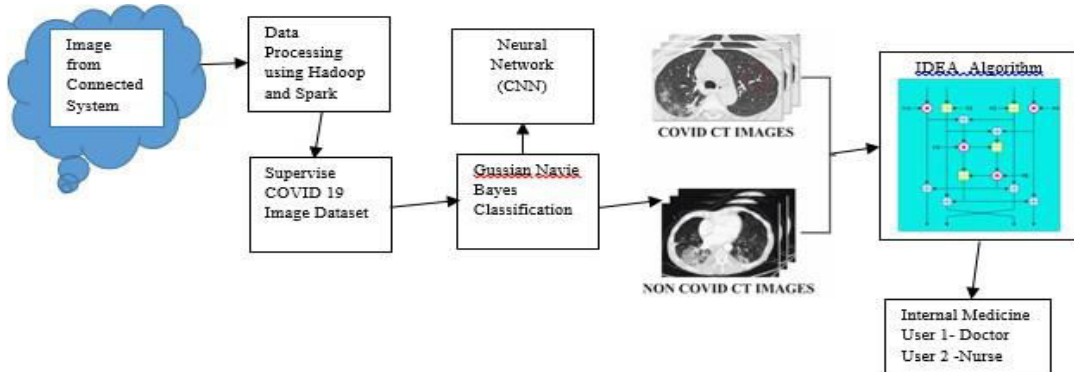 Image
from
Connected
System
Data
Processing
using Hadoop
and Spark
Neural
Network
(CNN)
COVID CT IMAGES
IDEA Algorithm
Supervise
COVID 19
Image Dataset
Gussian Navie
Bayes
Classification
NON COVID CT IMAGES
Internal Medicine
User 1- Doctor
User 2 -Nurse